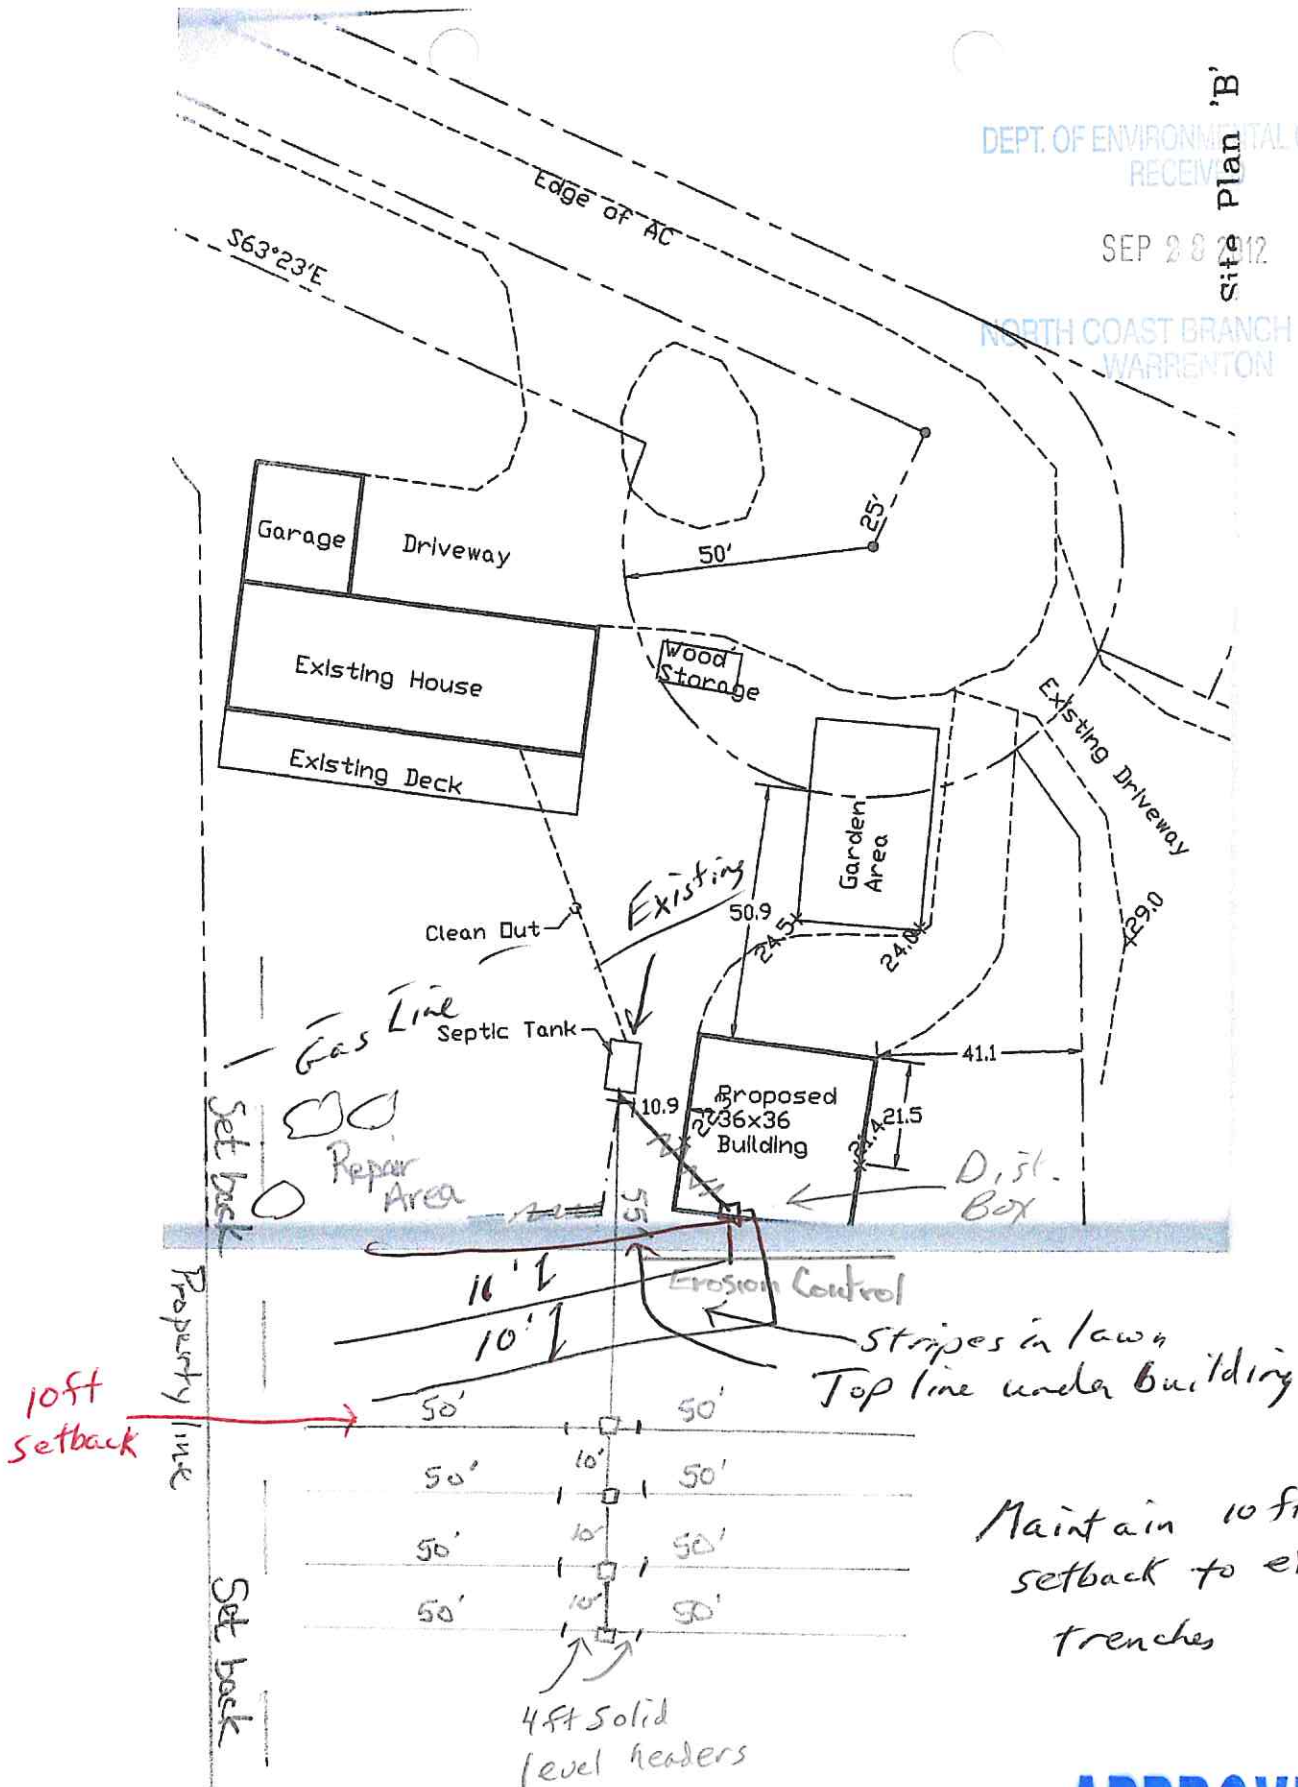 Site Plan 'B'
DEPT. OF ENVIRONMENTAL
RECEIVED
SEP 28 2012
NORTH COAST BRANCH
WARRENTON
Edge of AC
S63°23'E
25'
50'
Garage
Driveway
Existing House
Existing Deck
Wood
Storage
Existing Driveway
Garden
Area
50.9
24.5
24.0
29.0
Clean Out
Existing
Gas Line
Septic Tank
41.1
10.9
Proposed
36x36
Building
21.5
Set back
Repair
Area
55'
Dist.
Box
Property line
10'
Erosion Control
Stripes in lawn
Top line under building
10ft
setback
50' 50'
10'
50' 50'
10'
50' 50'
10'
50' 50'
Maintain 10 ft
setback to
trenches
Set back
4ft Solid
level headers